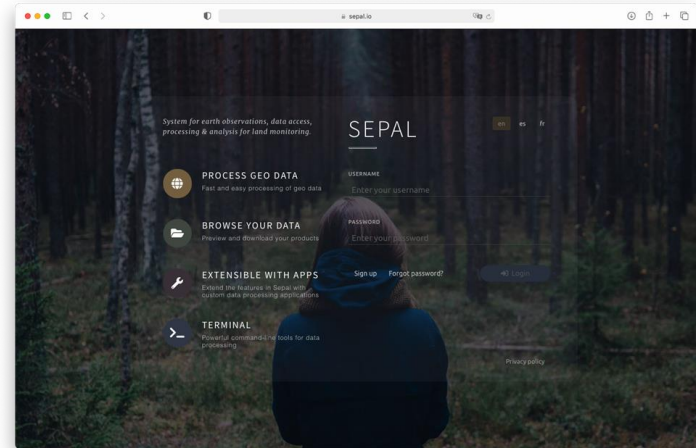 sepal.io
System for earth observations, data access,
processing & analysis for land monitoring.
SEPAL
en es fr
PROCESS GEO DATA
Fast and easy processing of geo data
USERNAME
Enter your username
BROWSE YOUR DATA
Preview and download your products
PASSWORD
Enter your password
EXTENSIBLE WITH APPS
Extend the features in Sepal with
custom data processing applications
Sign up Forgot password? Login
TERMINAL
Powerful command-line tools for data
processing
Privacy policy